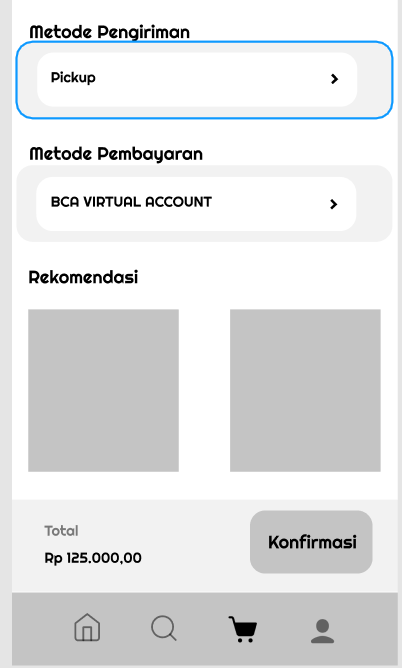 Metode Pengiriman
Pickup
Metode Pembayaran
BCA VIRTUAL ACCOUNT
Rekomendasi
Total
Rp 125.000,00
Konfirmasi